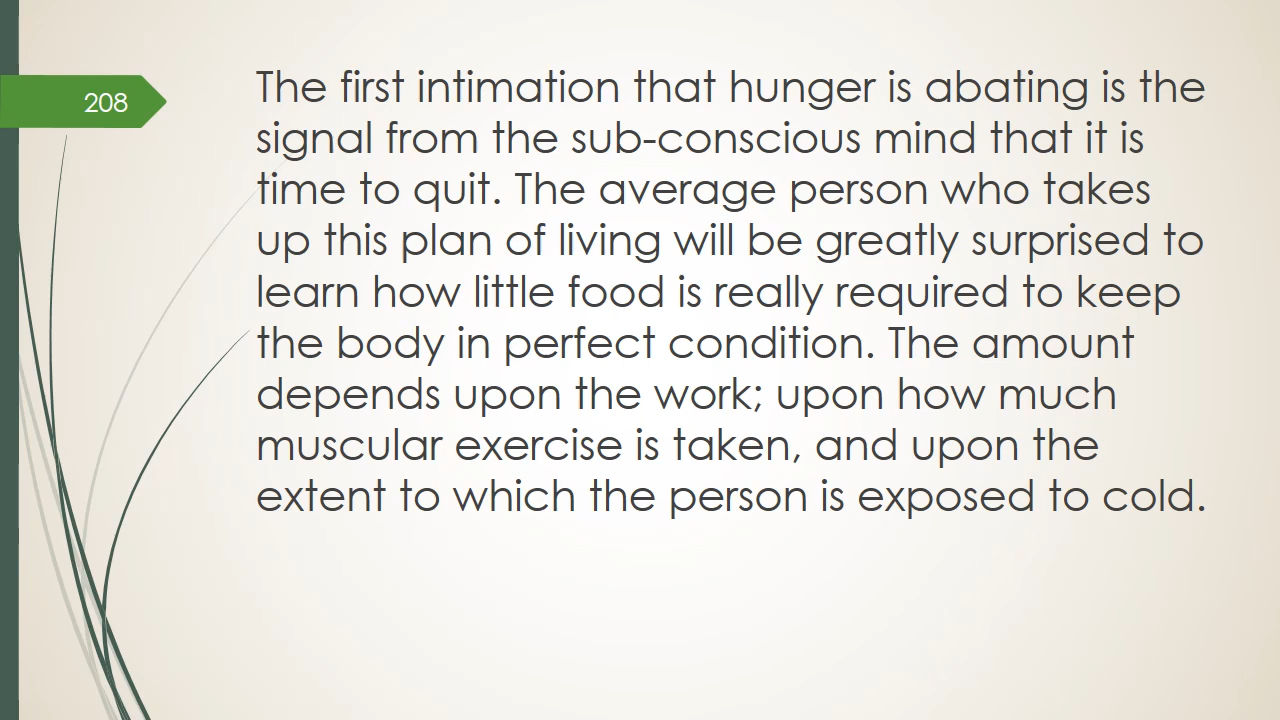 208
The first intimation that hunger is abating is the
signal from the sub-conscious mind that it is
time to quit. The average person who takes
up this plan of living will be greatly surprised to
learn how little food is really required to keep
the body in perfect condition. The amount
depends upon the work; upon how much
muscular exercise is taken, and upon the
extent to which the person is exposed to cold.